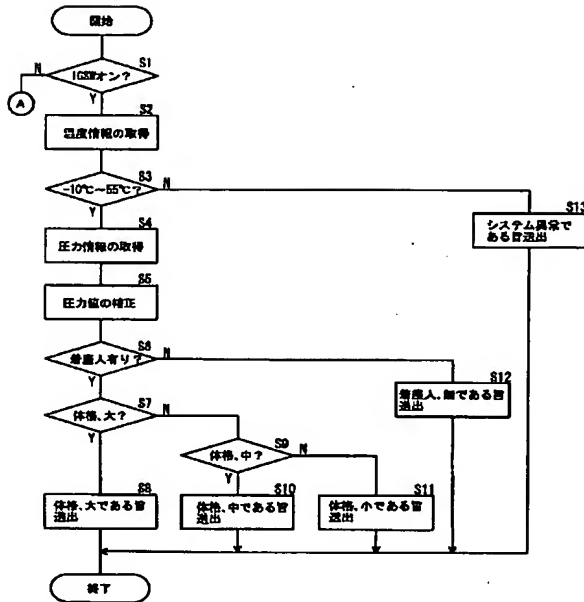 開始
S1
IGSWオン?
N
Y
A
S2
温度情報の取得
S3
-10℃~55℃?
N
Y
S4
圧力情報の取得
S5
圧力値の補正
S6
着座人有り?
N
Y
S7
体格、大?
N
Y
S8
体格、大である旨
送出
S9
体格、中?
N
Y
S10
体格、中である旨
送出
S11
体格、小である旨
送出
S12
着座人、無である旨
送出
S13
システム異常で
ある旨送出
終了